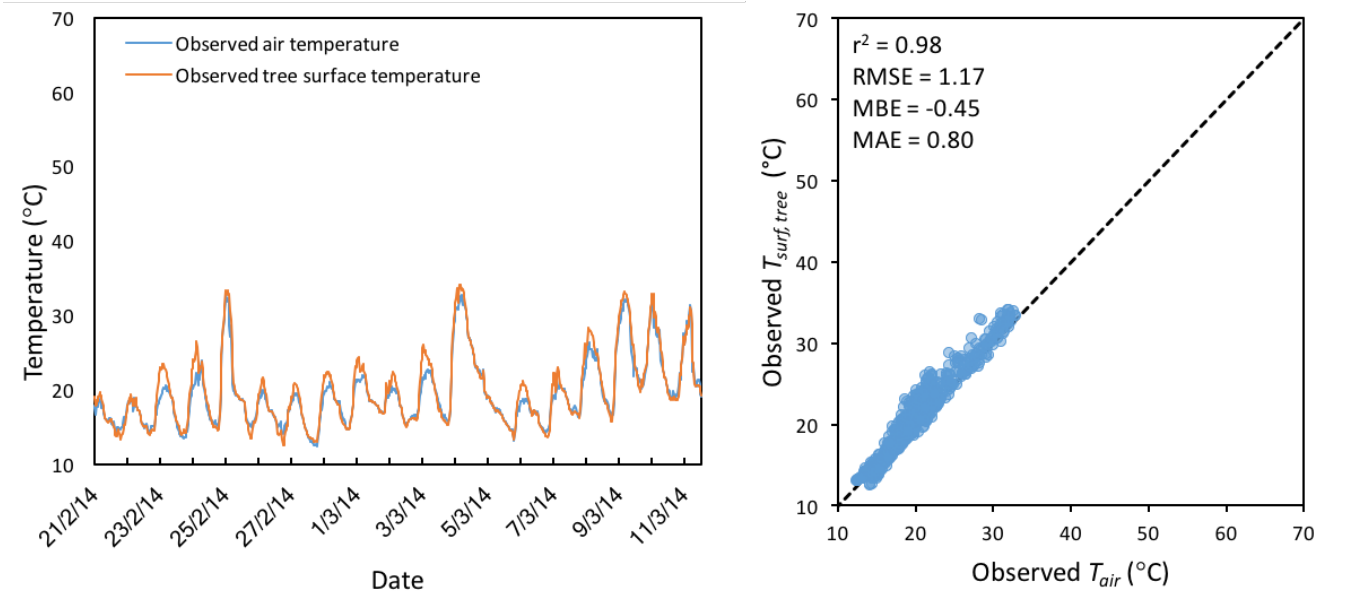 70
60
50
40
30
20
10
Temperature (°C)
Observed air temperature
Observed tree surface temperature
21/2/14
23/2/14
25/2/14
27/2/14
1/3/14
3/3/14
5/3/14
7/3/14
9/3/14
11/3/14
Date
70
60
50
40
30
20
10
Observed Tsurf, tree (°C)
r² = 0.98
RMSE = 1.17
MBE = -0.45
MAE = 0.80
10 20 30 40 50 60 70
Observed Tair (°C)